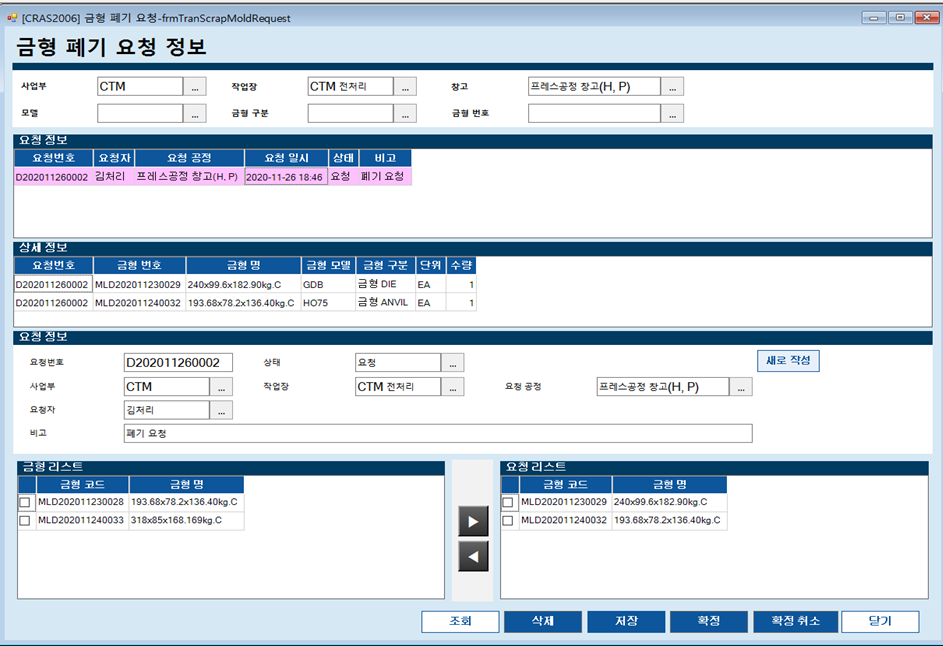 [CRAS2006] 금형 폐기 요청-frmTranScrapMoldRequest
금형 폐기 요청 정보
사업부 CTM ... 작업장 CTM 전처리 ... 창고 프레스공정 창고(H, P) ...
모델 ... 금형 구분 ... 금형 번호 ...
요청 정보
요청번호 요청자 요청 공정 요청 일시 상태 비고
D202011260002 김처리 프레스공정 창고(H, P) 2020-11-26 18:46 요청 폐기 요청
상세 정보
요청번호 금형 번호 금형 명 금형 모델 금형 구분 단위 수량
D202011260002 MLD202011230029 240x99.6x182.90kg.C GDB 금형 DIE EA 1
D202011260002 MLD202011240032 193.68x78.2x136.40kg.C HO75 금형 ANVIL EA 1
요청 정보
요청번호 D202011260002 상태 요청 ... 새로 작성
사업부 CTM ... 작업장 CTM 전처리 ... 요청 공정 프레스공정 창고(H, P) ...
요청자 김처리 ...
비고 폐기 요청
금형 리스트 요청 리스트
금형 코드 금형 명 금형 코드 금형 명
MLD202011230028 193.68x78.2x136.40kg.C MLD202011230029 240x99.6x182.90kg.C
MLD202011240033 318x85x168.169kg.C MLD202011240032 193.68x78.2x136.40kg.C
조회 삭제 저장 확정 확정 취소 닫기